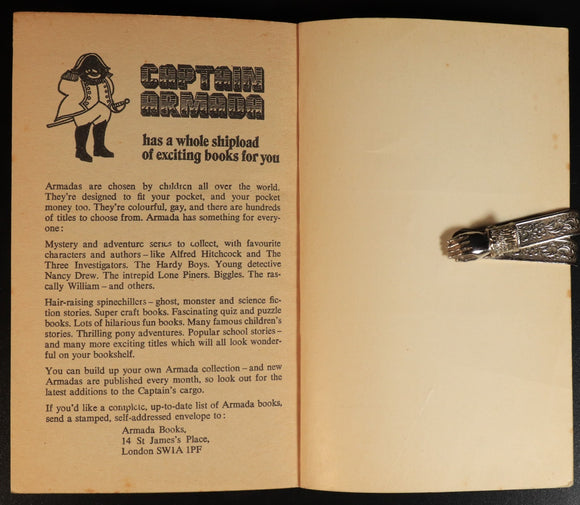 CAPTAIN
ARMADA
has a whole shipload
of exciting books for you
Armadas are chosen by children all over the world.
They're designed to fit your pocket, and your pocket
money too. They're colourful, gay, and there are hundreds
of titles to choose from. Armada has something for every-
one:
Mystery and adventure series to collect, with favourite
characters and authors – like Alfred Hitchcock and The
Three Investigators. The Hardy Boys. Young detective
Nancy Drew. The intrepid Lone Piners. Biggles. The ras-
cally William – and others.
Hair-raising spinechillers – ghost, monster and science fic-
tion stories. Super craft books. Fascinating quiz and puzzle
books. Lots of hilarious fun books. Many famous children's
stories. Thrilling pony adventures. Popular school stories –
and many more exciting titles which will all look wonder-
ful on your bookshelf.
You can build up your own Armada collection – and new
Armadas are published every month, so look out for the
latest additions to the Captain's cargo.
If you'd like a complete, up-to-date list of Armada books,
send a stamped, self-addressed envelope to:
Armada Books,
14 St James's Place,
London SW1A 1PF